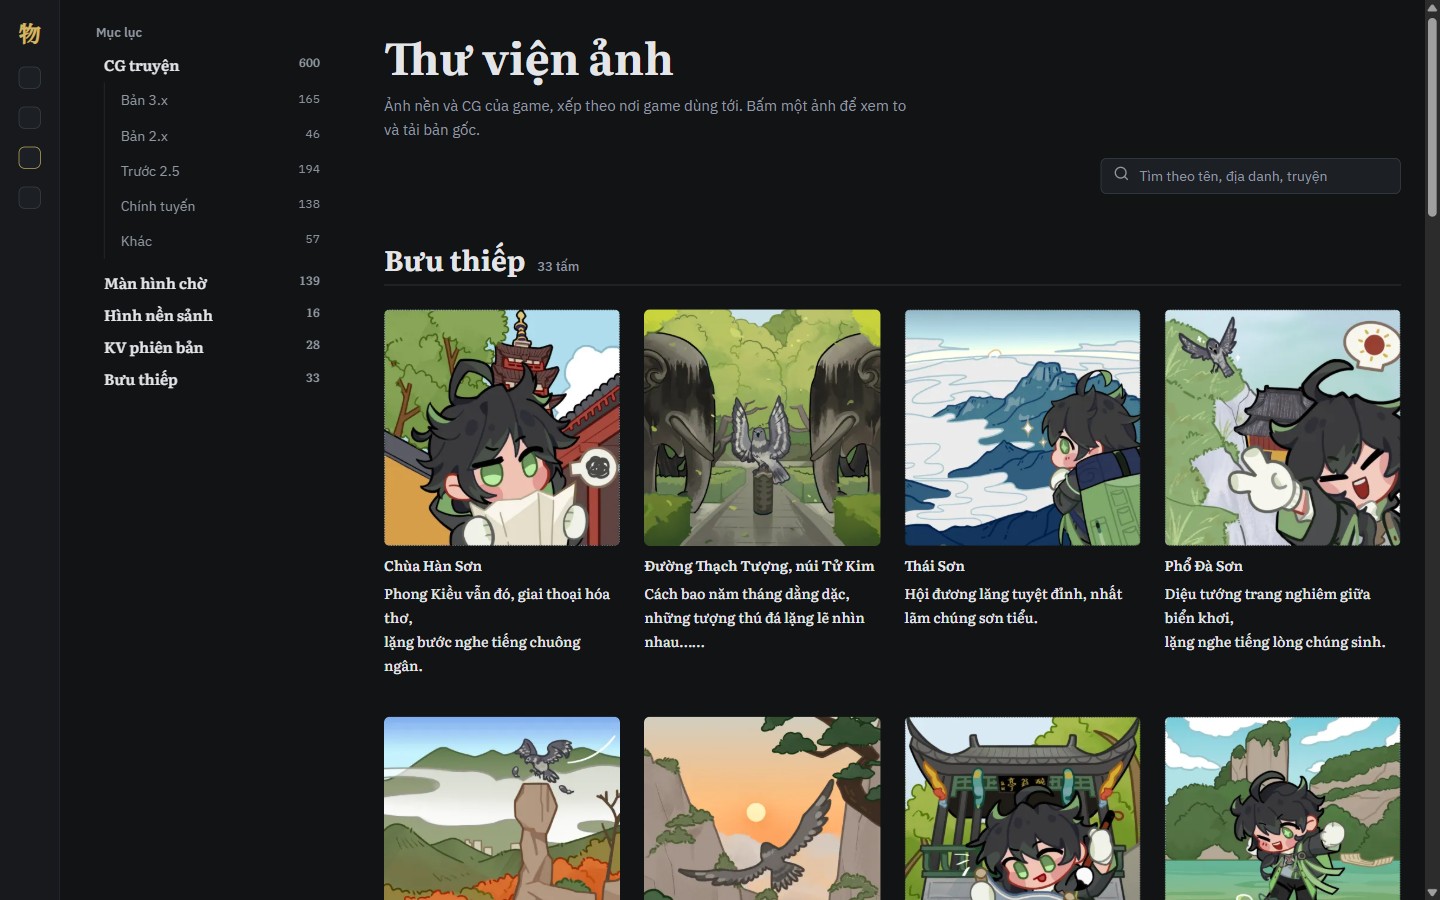 物
Mục lục
CG truyện 600
Bản 3.x 165
Bản 2.x 46
Trước 2.5 194
Chính tuyến 138
Khác 57
Màn hình chờ 139
Hình nền sảnh 16
KV phiên bản 28
Bưu thiếp 33
Thư viện ảnh
Ảnh nền và CG của game, xếp theo nơi game dùng tới. Bấm một ảnh để xem to
và tải bản gốc.
Tìm theo tên, địa danh, truyện
Bưu thiếp 33 tấm
Chùa Hàn Sơn
Phong Kiều vẫn đó, giai thoại hóa
thơ,
lặng bước nghe tiếng chuông
ngân.
Đường Thạch Tượng, núi Tử Kim
Cách bao năm tháng dằng dặc,
những tượng thú đá lặng lẽ nhìn
nhau......
Thái Sơn
Hội đương lăng tuyệt đỉnh, nhất
lãm chúng sơn tiểu.
Phổ Đà Sơn
Diệu tướng trang nghiêm giữa
biển khơi,
lặng nghe tiếng lòng chúng sinh.